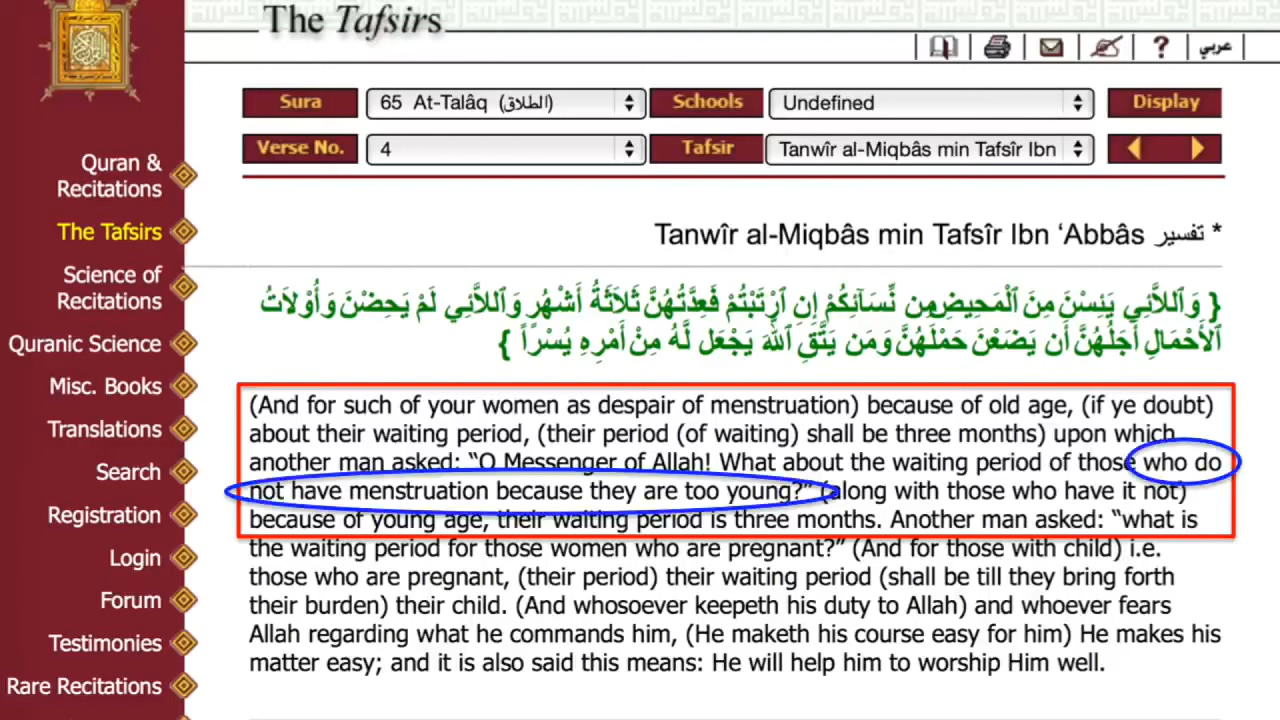 The Tafsirs
? عربي
Sura 65 At-Talâq (الطلاق) Schools Undefined Display
Verse No. 4 Tafsir Tanwîr al-Miqbâs min Tafsîr Ibn
Quran &
Recitations
The Tafsirs
Science of
Recitations
Quranic Science
Misc. Books
Translations
Search
Registration
Login
Forum
Testimonies
Rare Recitations
* تفسير Tanwîr al-Miqbâs min Tafsîr Ibn ‘Abbâs
{ وَٱللاَّئِي يَئِسْنَ مِنَ ٱلْمَحِيضِ مِن نِّسَآئِكُمْ إِنِ ٱرْتَبْتُمْ فَعِدَّتُهُنَّ ثَلاَثَةُ أَشْهُرٍ وَٱللاَّئِي لَمْ يَحِضْنَ وَأُوْلاَتُ
ٱلأَحْمَالِ أَجَلُهُنَّ أَن يَضَعْنَ حَمْلَهُنَّ وَمَن يَتَّقِ ٱللَّهَ يَجْعَل لَّهُ مِنْ أَمْرِهِ يُسْراً }
(And for such of your women as despair of menstruation) because of old age, (if ye doubt)
about their waiting period, (their period (of waiting) shall be three months) upon which
another man asked: “O Messenger of Allah! What about the waiting period of those who do
not have menstruation because they are too young?” (along with those who have it not)
because of young age, their waiting period is three months. Another man asked: “what is
the waiting period for those women who are pregnant?” (And for those with child) i.e.
those who are pregnant, (their period) their waiting period (shall be till they bring forth
their burden) their child. (And whosoever keepeth his duty to Allah) and whoever fears
Allah regarding what he commands him, (He maketh his course easy for him) He makes his
matter easy; and it is also said this means: He will help him to worship Him well.